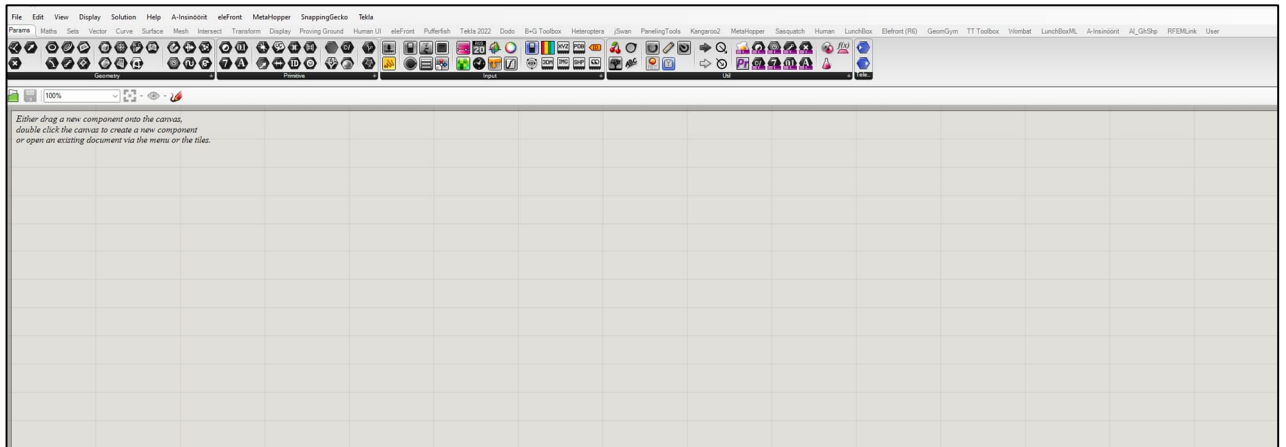 File Edit View Display Solution Help A-Insinöörit eleFront MetaHopper SnappingGecko Tekla
Params Maths Sets Vector Curve Surface Mesh Intersect Transform Display Proving Ground Human UI eleFront Pufferfish Tekla 2022 Dodo B+G Toolbox Heteroptera jSwan PanelingTools Kangaroo2 MetaHopper Sasquatch Human LunchBox Elefront (R6) GeomGym TT Toolbox Wombat LunchBoxML A-Insinöörit AI_GhShp RFEMLink User
Geometry Primitive Input Util Tele...
100%
Either drag a new component onto the canvas,
double click the canvas to create a new component
or open an existing document via the menu or the tiles.